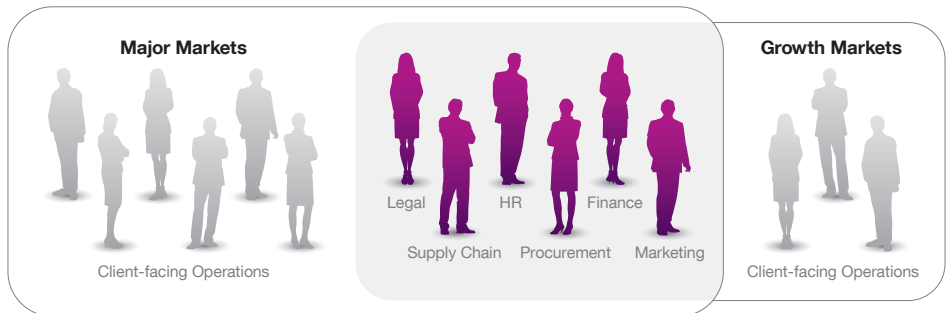 Major Markets
Growth Markets
Legal
HR
Finance
Supply Chain
Procurement
Marketing
Client-facing Operations
Client-facing Operations